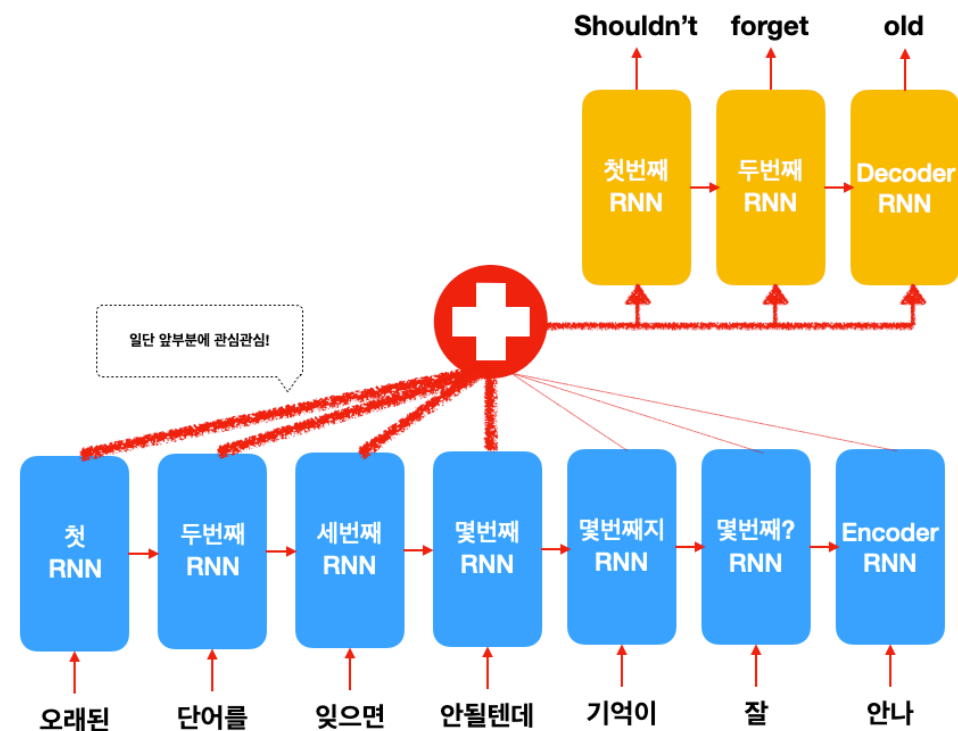 Shouldn't forget old
첫번째 두번째 Decoder
RNN RNN RNN
일단 앞부분에 관심관심!
첫 두번째 세번째 몇번째 몇번째지 몇번째? Encoder
RNN RNN RNN RNN RNN RNN RNN
오래된 단어를 잊으면 안될텐데 기억이 잘 안나